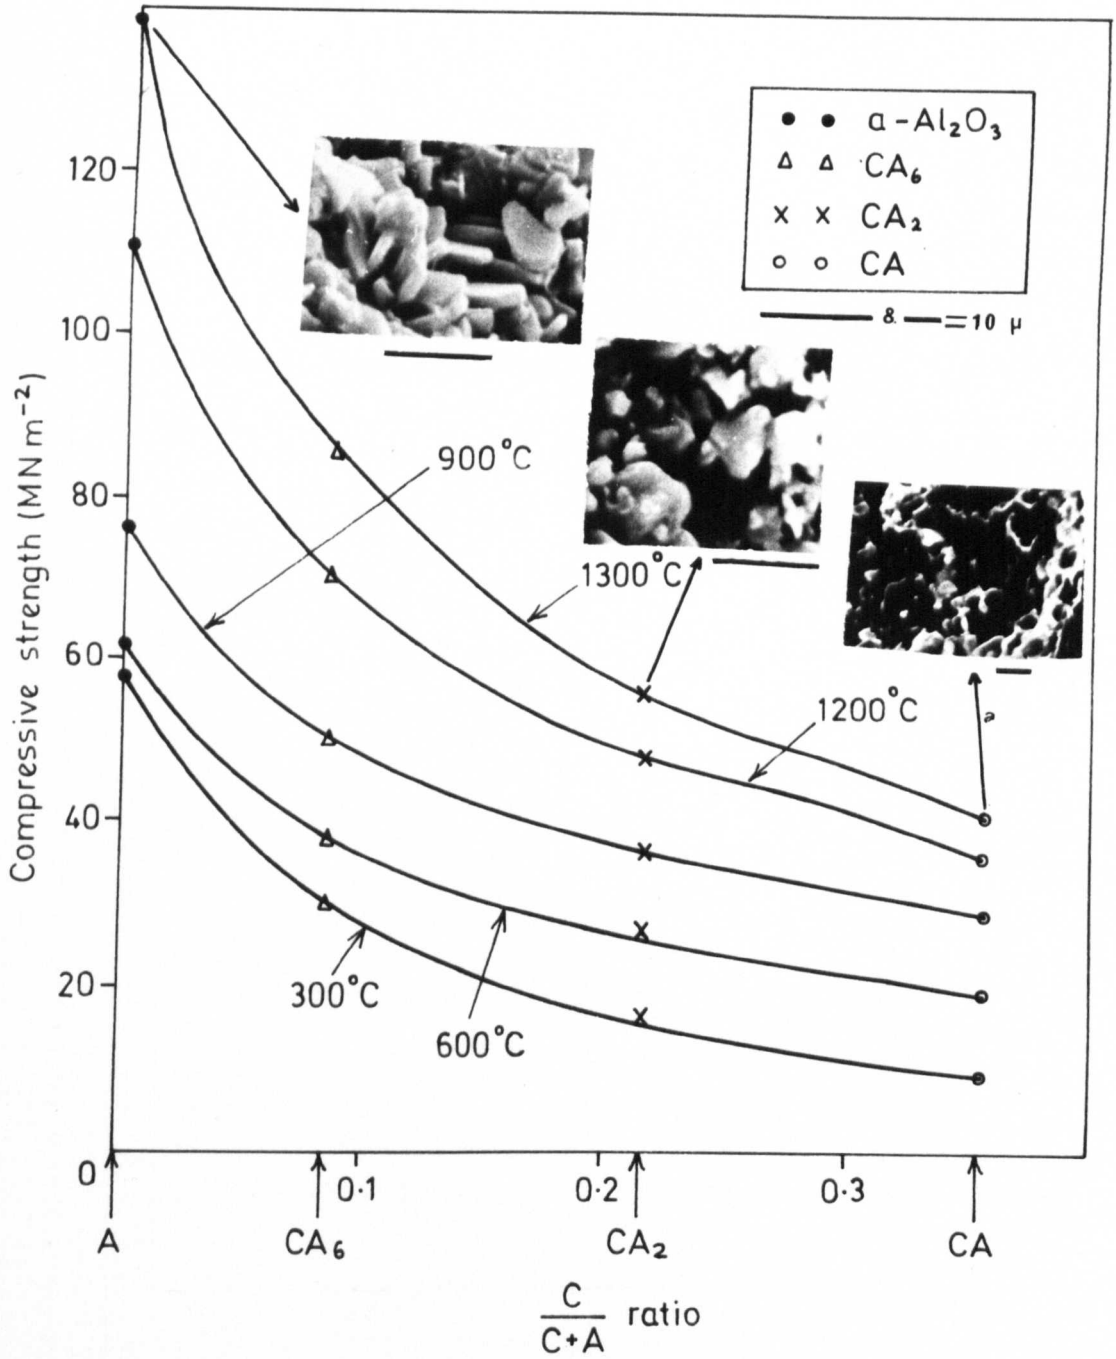 120
100
80
60
40
20
0
Compressive strength (MN m⁻²)
● ● α-Al₂O₃
△ △ CA₆
× × CA₂
○ ○ CA
& = 10 μ
900°C
1300°C
1200°C
a
300°C
600°C
0.1
0.2
0.3
A
CA₆
CA₂
CA
C
C+A
ratio